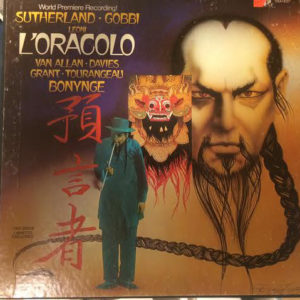 World Premiere Recording!
SUTHERLAND · GOBBI
LEONI
L'ORACOLO
VAN ALLAN · DAVIES
GRANT · TOURANGEAU
BONYNGE
預言者